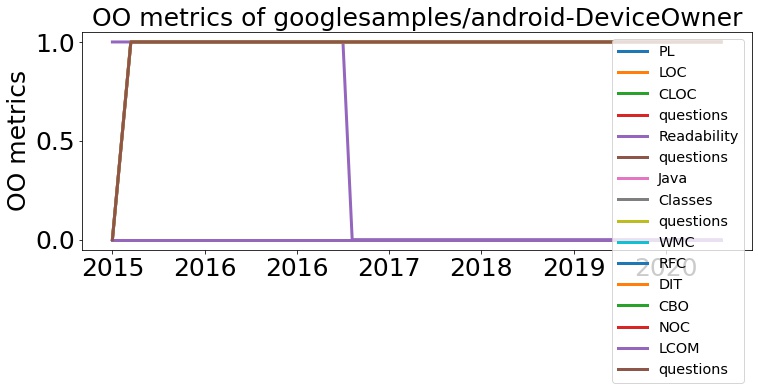 OO metrics of googlesamples/android-DeviceOwner
OO metrics
1.0
0.5
0.0
2015 2016 2016 2017 2018 2019 2020
PL
LOC
CLOC
questions
Readability
questions
Java
Classes
questions
WMC
RFC
DIT
CBO
NOC
LCOM
questions